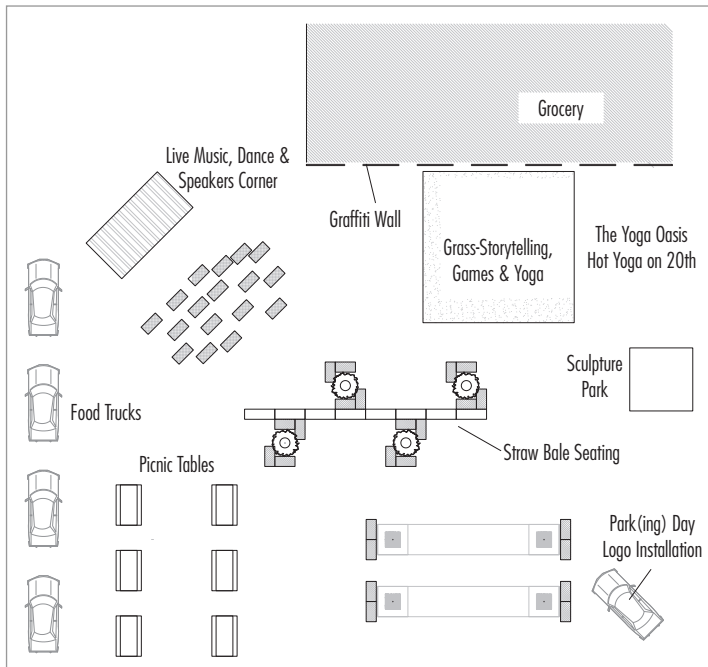 Grocery
Live Music, Dance &
Speakers Corner
Graffiti Wall
Grass-Storytelling,
Games & Yoga
The Yoga Oasis
Hot Yoga on 20th
Sculpture
Park
Food Trucks
Straw Bale Seating
Picnic Tables
Park(ing) Day
Logo Installation